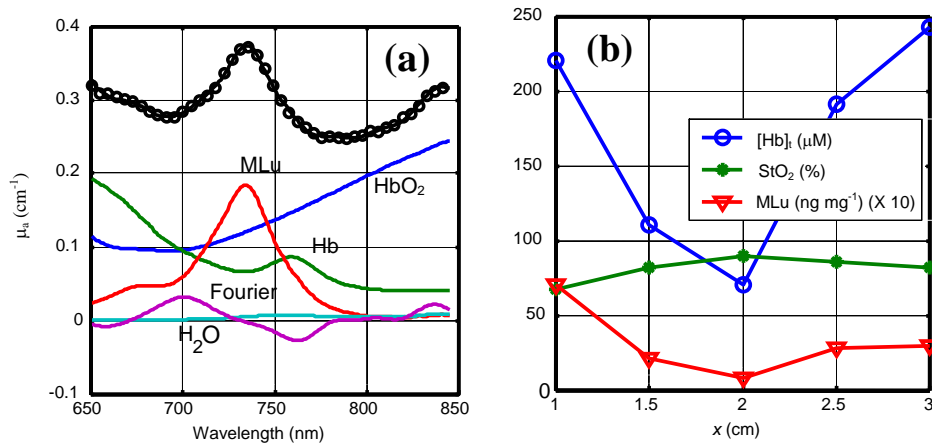 0.4
0.3
0.2
0.1
0
-0.1
μa (cm-1)
(a)
MLu
HbO2
Hb
Fourier
H2O
650
700
750
800
850
Wavelength (nm)
250
200
150
100
50
0
(b)
[Hb]t (μM)
StO2 (%)
MLu (ng mg-1) (X 10)
1
1.5
2
2.5
3
x (cm)